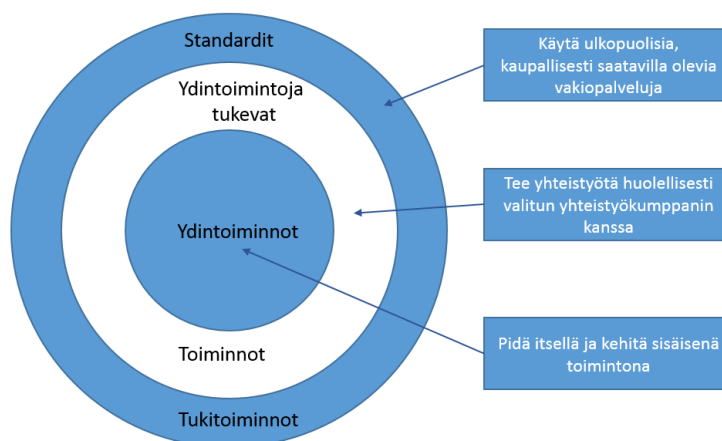 Standardit
Ydintoimintoja
tukevat
Ydintoiminnot
Toiminnot
Tukitoiminnot
Käytä ulkopuolisia,
kaupallisesti saatavilla olevia
vakiopalveluja
Tee yhteistyötä huolellisesti
valitun yhteistyökumppanin
kanssa
Pidä itsellä ja kehitä sisäisenä
toimintona